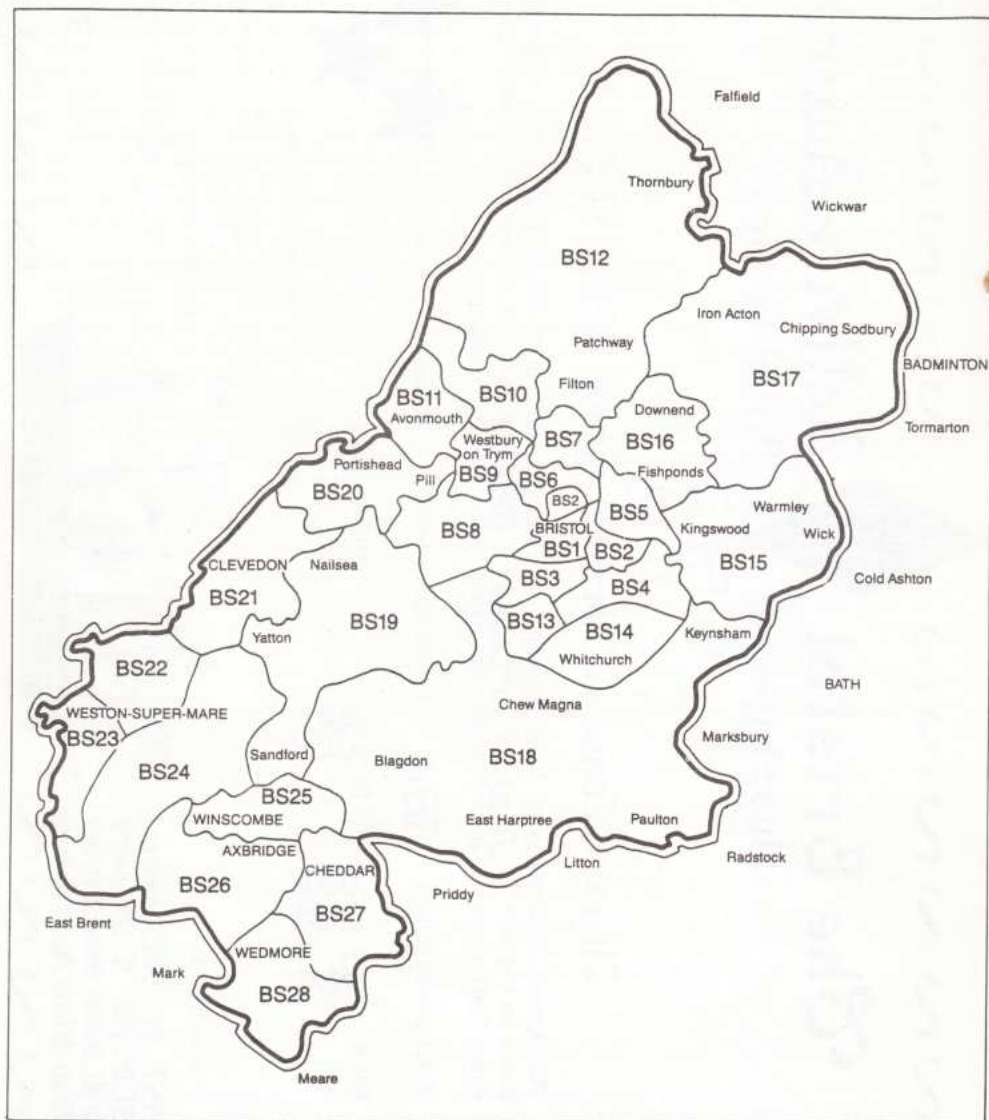 Falfield
Thornbury
Wickwar
BS12
Iron Acton
Chipping Sodbury
Patchway
BADMINTON
BS17
Filton
BS11
BS10
Avonmouth
Downend
Tormarton
Westbury
on Trym
BS7
BS16
Portishead
Pill
BS9
BS6
Fishponds
BS20
BS2
BS5
Warmley
BS8
BRISTOL
Kingswood
Wick
BS1
BS2
BS15
CLEVEDON
Nailsea
BS3
BS4
Cold Ashton
BS21
BS19
BS13
BS14
Keynsham
Yatton
Whitchurch
BS22
BATH
Chew Magna
WESTON-SUPER-MARE
BS23
Marksbury
Sandford
Blagdon
BS18
BS24
BS25
WINSCOMBE
East Harptree
Paulton
AXBRIDGE
Litton
Radstock
CHEDDAR
Priddy
BS26
BS27
East Brent
WEDMORE
Mark
BS28
Meare